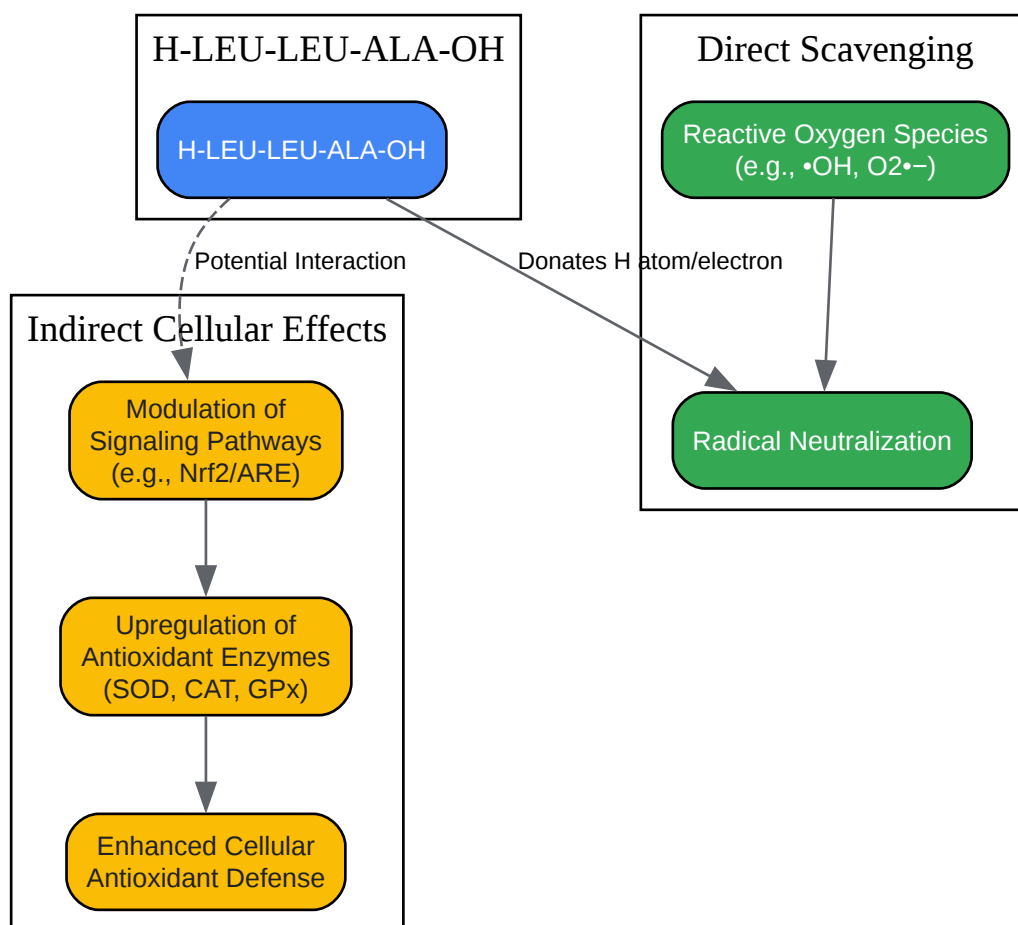 H-LEU-LEU-ALA-OH
H-LEU-LEU-ALA-OH
Direct Scavenging
Reactive Oxygen Species
(e.g., •OH, O2•−)
Potential Interaction
Donates H atom/electron
Indirect Cellular Effects
Modulation of
Signaling Pathways
(e.g., Nrf2/ARE)
Radical Neutralization
Upregulation of
Antioxidant Enzymes
(SOD, CAT, GPx)
Enhanced Cellular
Antioxidant Defense